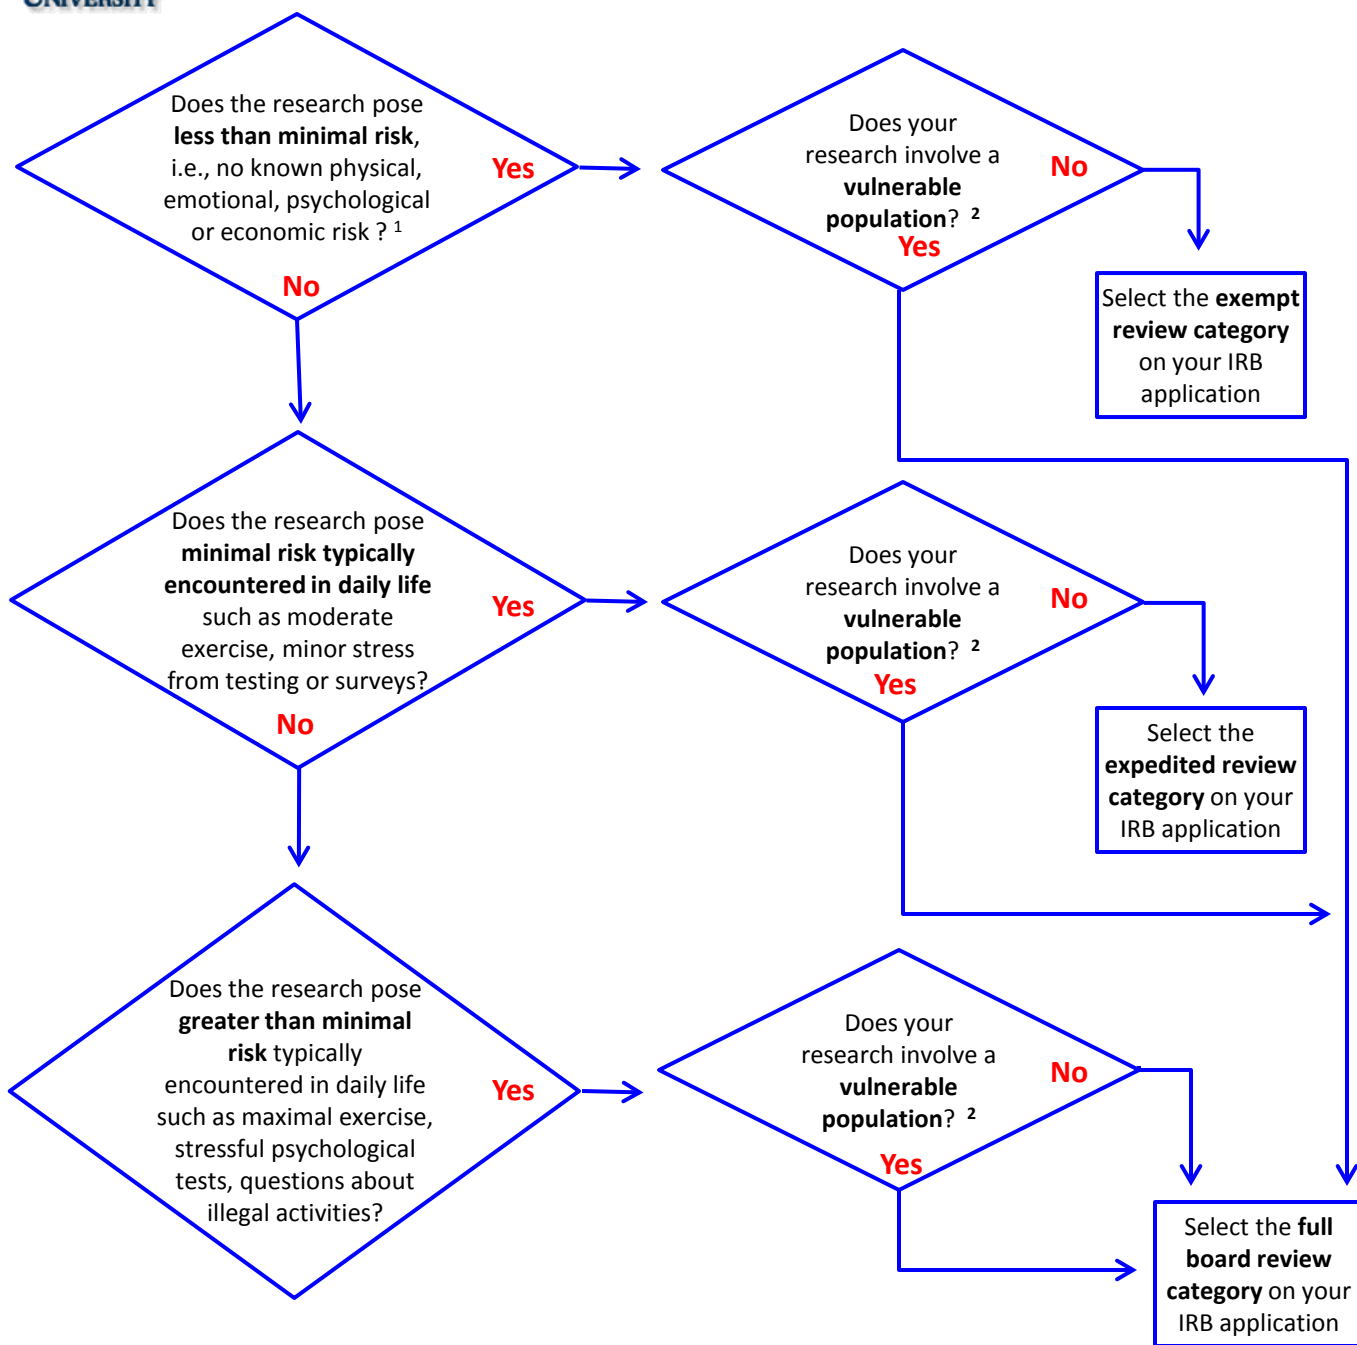 UNIVERSITY
Does the research pose
less than minimal risk,
i.e., no known physical,
emotional, psychological
or economic risk ? 1
Yes
No
Does your
research involve a
vulnerable
population? 2
No
Yes
Select the exempt
review category
on your IRB
application
Does the research pose
minimal risk typically
encountered in daily life
such as moderate
exercise, minor stress
from testing or surveys?
Yes
No
Does your
research involve a
vulnerable
population? 2
No
Yes
Select the
expedited review
category on your
IRB application
Does the research pose
greater than minimal
risk typically
encountered in daily life
such as maximal exercise,
stressful psychological
tests, questions about
illegal activities?
Yes
Does your
research involve a
vulnerable
population? 2
No
Yes
Select the full
board review
category on your
IRB application